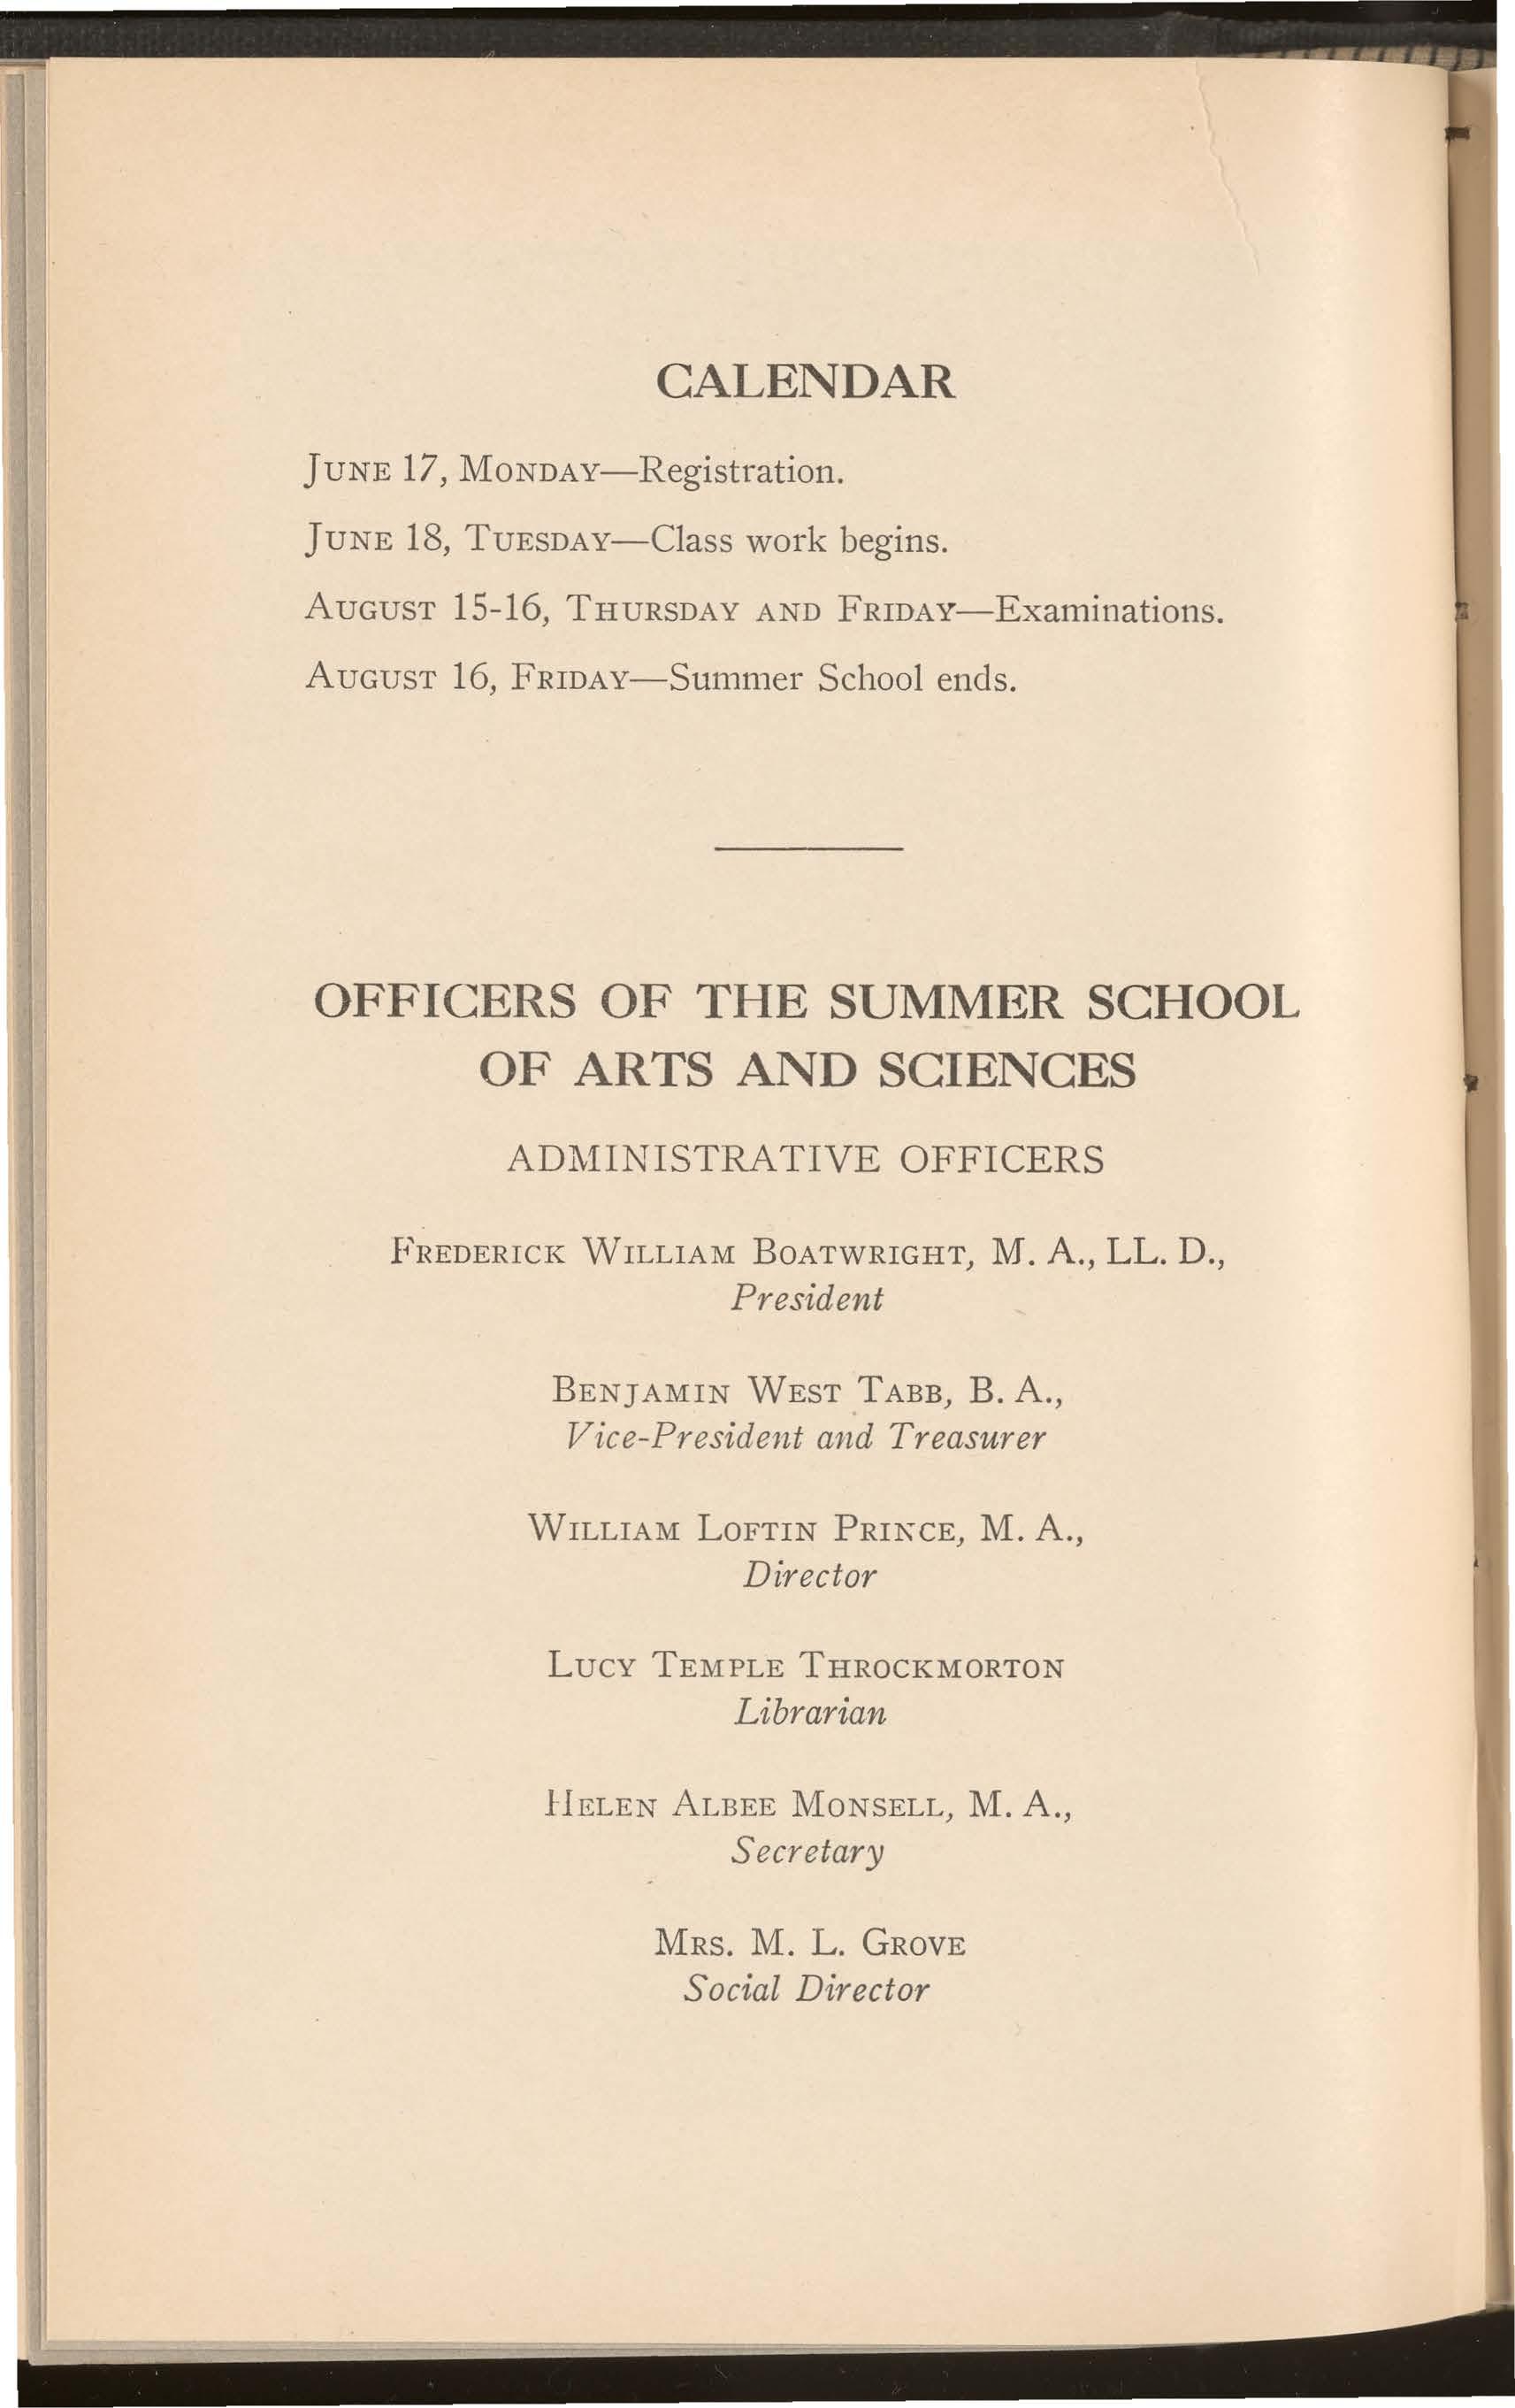 CALENDAR
JUNE 17, MONDAY—Registration.
JUNE 18, TUESDAY—Class work begins.
AUGUST 15-16, THURSDAY AND FRIDAY—Examinations.
AUGUST 16, FRIDAY—Summer School ends.
OFFICERS OF THE SUMMER SCHOOL
OF ARTS AND SCIENCES
ADMINISTRATIVE OFFICERS
FREDERICK WILLIAM BOATWRIGHT, M. A., LL. D.,
President
BENJAMIN WEST TABB, B. A.,
Vice-President and Treasurer
WILLIAM LOFTIN PRINCE, M. A.,
Director
LUCY TEMPLE THROCKMORTON
Librarian
HELEN ALBEE MONSELL, M. A.,
Secretary
MRS. M. L. GROVE
Social Director